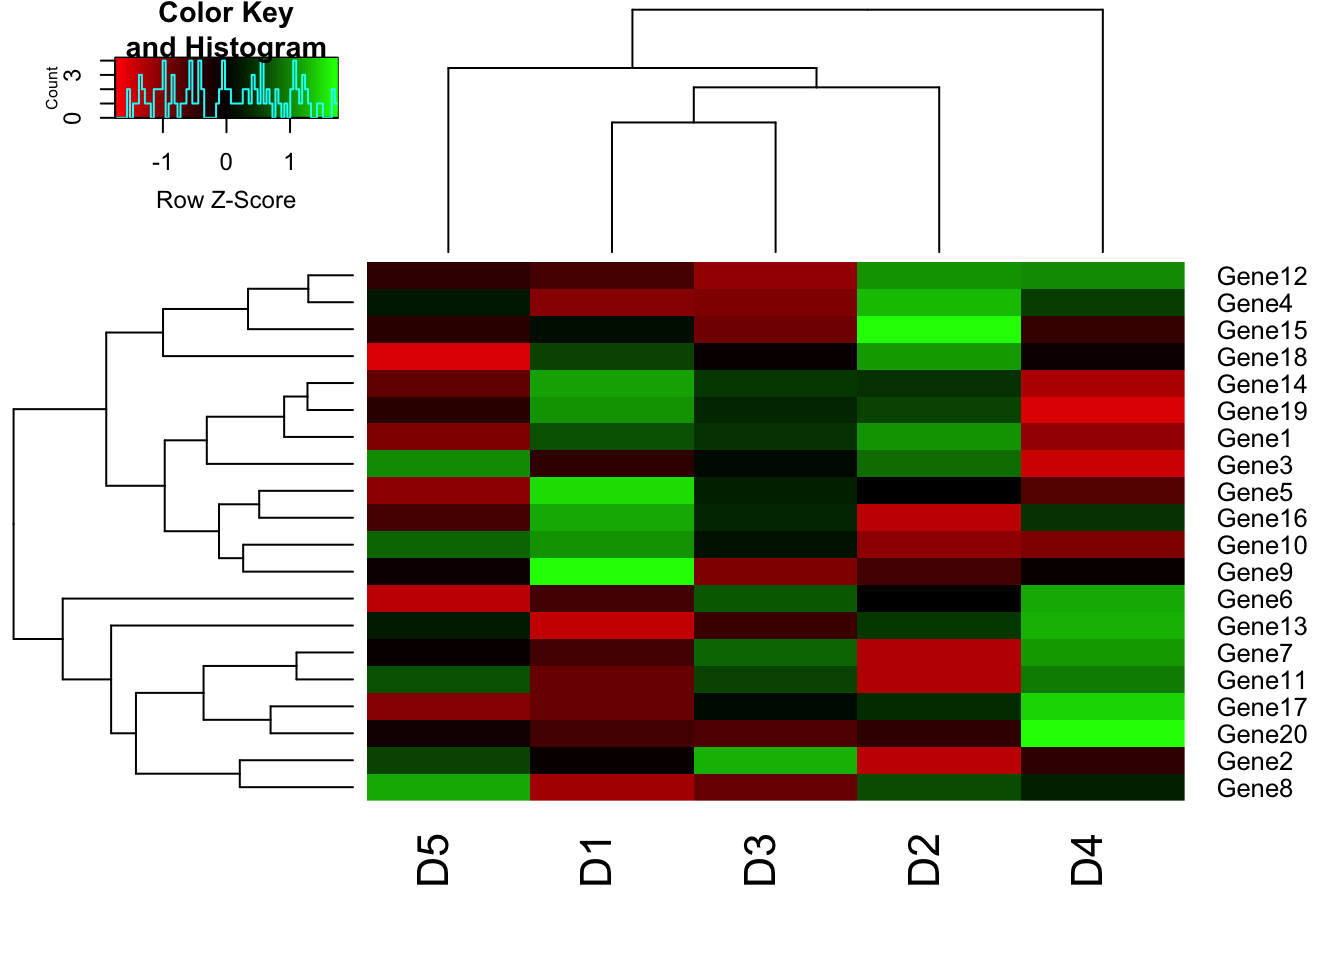 Color Key
and Histogram
Count
0 3
-1 0 1
Row Z-Score
Gene12
Gene4
Gene15
Gene18
Gene14
Gene19
Gene1
Gene3
Gene5
Gene16
Gene10
Gene9
Gene6
Gene13
Gene7
Gene11
Gene17
Gene20
Gene2
Gene8
D5 D1 D3 D2 D4